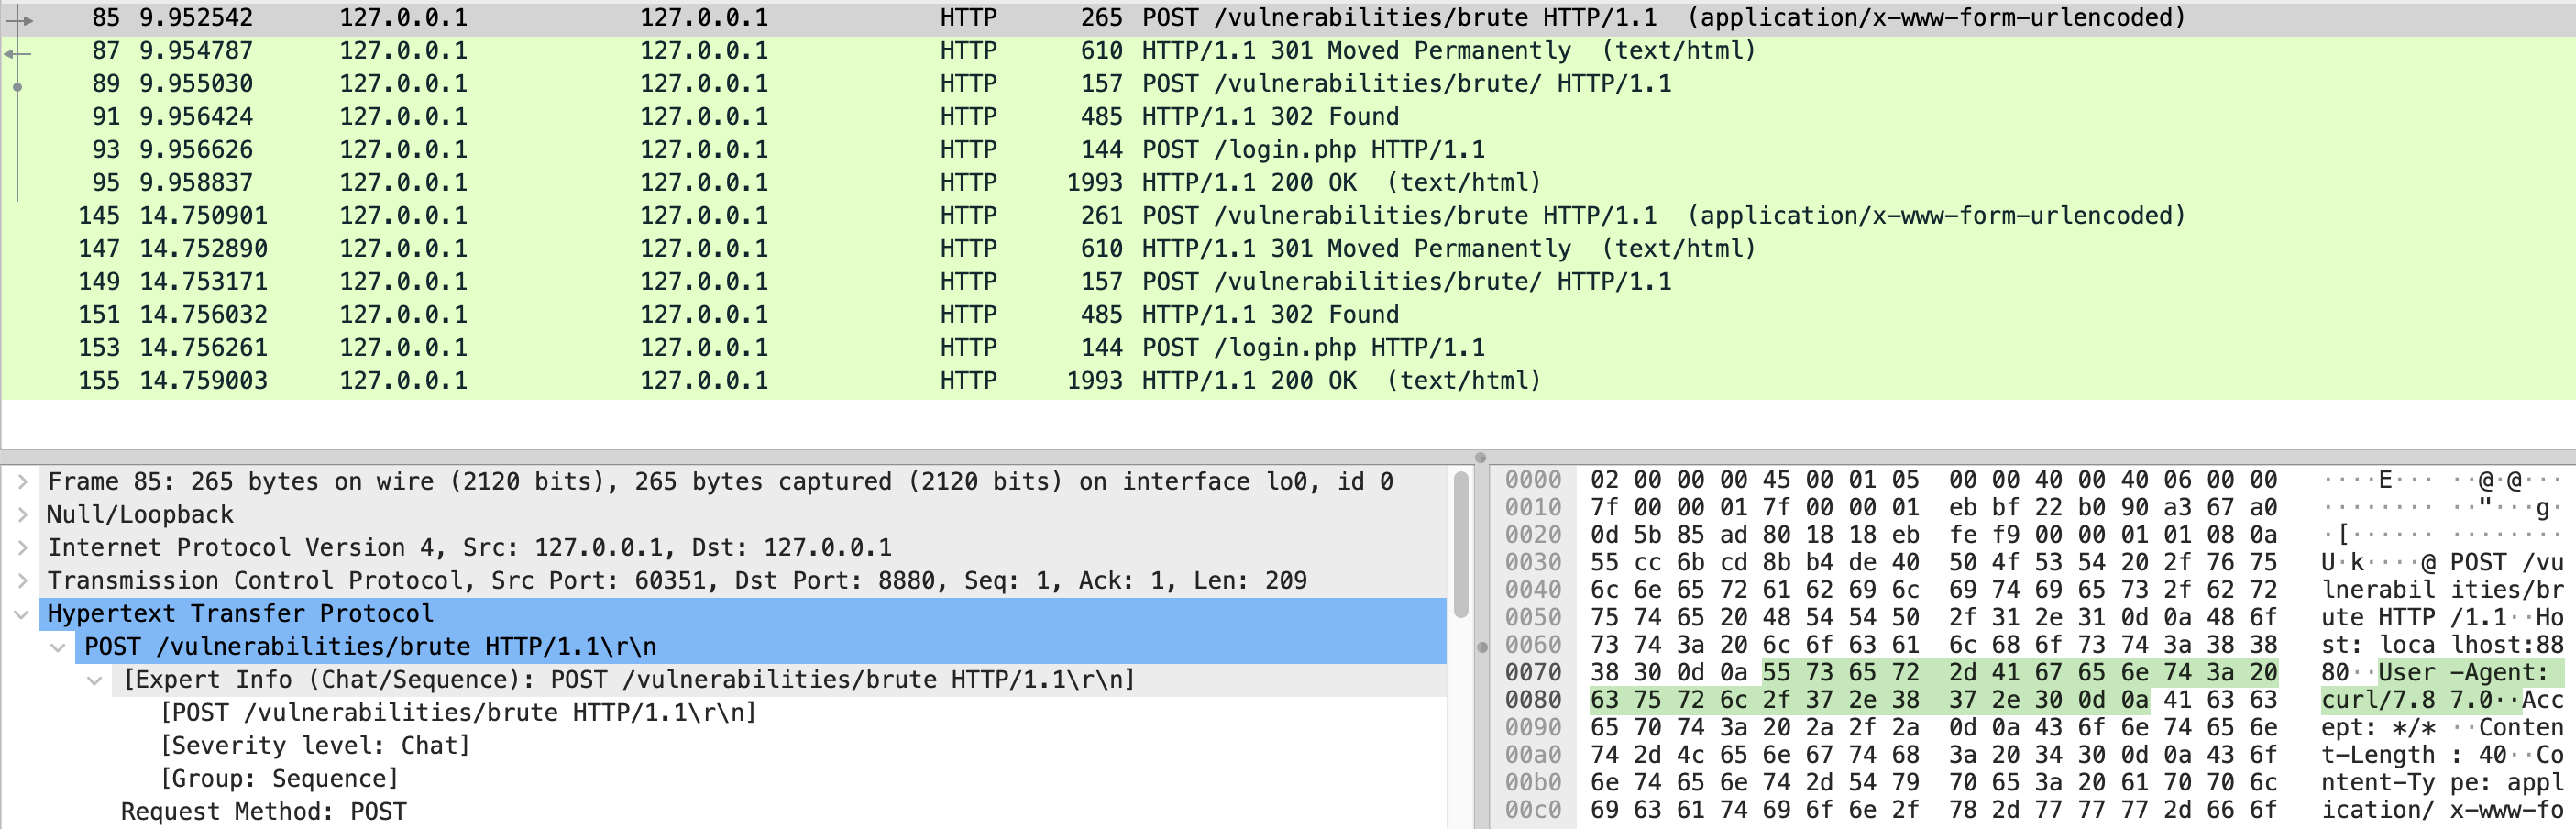 85 9.952542 127.0.0.1 127.0.0.1 HTTP 265 POST /vulnerabilities/brute HTTP/1.1 (application/x-www-form-urlencoded)
87 9.954787 127.0.0.1 127.0.0.1 HTTP 610 HTTP/1.1 301 Moved Permanently (text/html)
89 9.955030 127.0.0.1 127.0.0.1 HTTP 157 POST /vulnerabilities/brute/ HTTP/1.1
91 9.956424 127.0.0.1 127.0.0.1 HTTP 485 HTTP/1.1 302 Found
93 9.956626 127.0.0.1 127.0.0.1 HTTP 144 POST /login.php HTTP/1.1
95 9.958837 127.0.0.1 127.0.0.1 HTTP 1993 HTTP/1.1 200 OK (text/html)
145 14.750901 127.0.0.1 127.0.0.1 HTTP 261 POST /vulnerabilities/brute HTTP/1.1 (application/x-www-form-urlencoded)
147 14.752890 127.0.0.1 127.0.0.1 HTTP 610 HTTP/1.1 301 Moved Permanently (text/html)
149 14.753171 127.0.0.1 127.0.0.1 HTTP 157 POST /vulnerabilities/brute/ HTTP/1.1
151 14.756032 127.0.0.1 127.0.0.1 HTTP 485 HTTP/1.1 302 Found
153 14.756261 127.0.0.1 127.0.0.1 HTTP 144 POST /login.php HTTP/1.1
155 14.759003 127.0.0.1 127.0.0.1 HTTP 1993 HTTP/1.1 200 OK (text/html)
Frame 85: 265 bytes on wire (2120 bits), 265 bytes captured (2120 bits) on interface lo0, id 0
Null/Loopback
Internet Protocol Version 4, Src: 127.0.0.1, Dst: 127.0.0.1
Transmission Control Protocol, Src Port: 60351, Dst Port: 8880, Seq: 1, Ack: 1, Len: 209
Hypertext Transfer Protocol
POST /vulnerabilities/brute HTTP/1.1\r\n
[Expert Info (Chat/Sequence): POST /vulnerabilities/brute HTTP/1.1\r\n]
[POST /vulnerabilities/brute HTTP/1.1\r\n]
[Severity level: Chat]
[Group: Sequence]
Request Method: POST
0000 02 00 00 00 45 00 01 05 00 00 40 00 40 06 00 00 ····E··· ··@·@···
0010 7f 00 00 01 7f 00 00 01 eb bf 22 b0 90 a3 67 a0 ········ ··"···g·
0020 0d 5b 85 ad 80 18 18 eb fe f9 00 00 01 01 08 0a ·[······ ········
0030 55 cc 6b cd 8b b4 de 40 50 4f 53 54 20 2f 76 75 U·k····@ POST /vu
0040 6c 6e 65 72 61 62 69 6c 69 74 69 65 73 2f 62 72 lnerabil ities/br
0050 75 74 65 20 48 54 54 50 2f 31 2e 31 0d 0a 48 6f ute HTTP /1.1··Ho
0060 73 74 3a 20 6c 6f 63 61 6c 68 6f 73 74 3a 38 38 st: loca lhost:88
0070 38 30 0d 0a 55 73 65 72 2d 41 67 65 6e 74 3a 20 80··User -Agent:
0080 63 75 72 6c 2f 37 2e 38 37 2e 30 0d 0a 41 63 63 curl/7.8 7.0··Acc
0090 65 70 74 3a 20 2a 2f 2a 0d 0a 43 6f 6e 74 65 6e ept: */* ··Conten
00a0 74 2d 4c 65 6e 67 74 68 3a 20 34 30 0d 0a 43 6f t-Length : 40··Co
00b0 6e 74 65 6e 74 2d 54 79 70 65 3a 20 61 70 70 6c ntent-Ty pe: appl
00c0 69 63 61 74 69 6f 6e 2f 78 2d 77 77 77 2d 66 6f ication/ x-www-fo